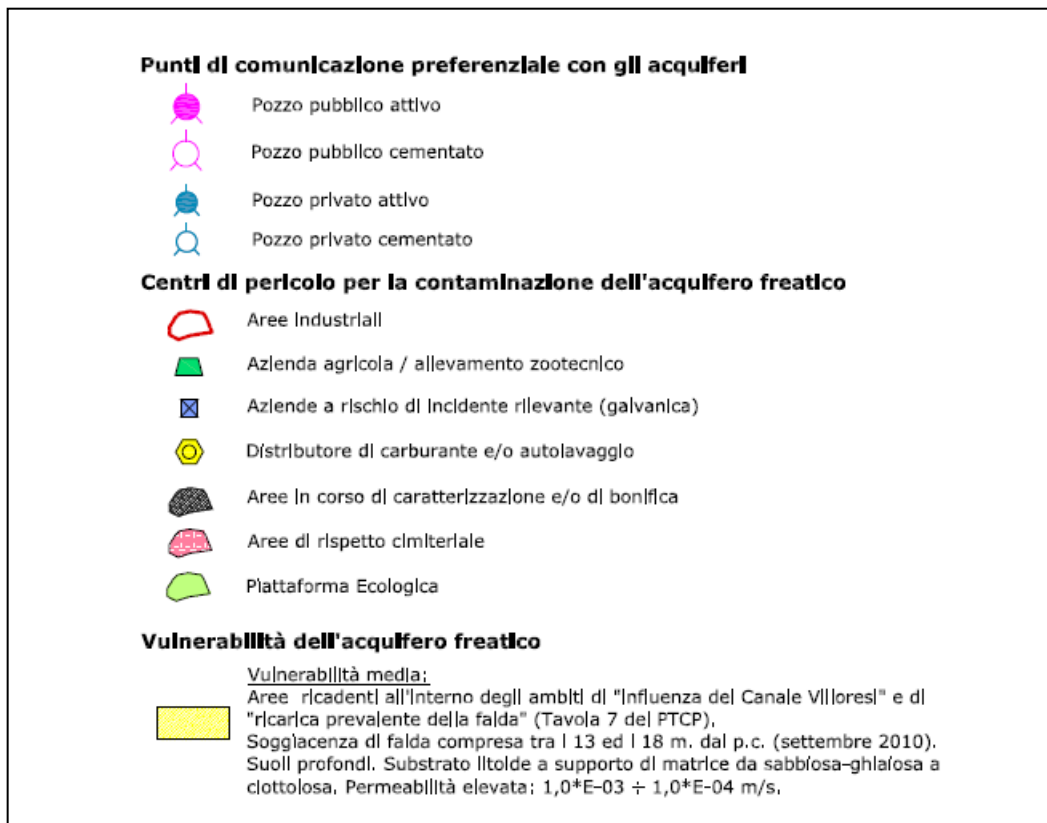 Punti di comunicazione preferenziale con gli acquiferi
Pozzo pubblico attivo
Pozzo pubblico cementato
Pozzo privato attivo
Pozzo privato cementato
Centri di pericolo per la contaminazione dell'acquifero freatico
Aree industriali
Azienda agricola / allevamento zootecnico
Aziende a rischio di incidente rilevante (galvanica)
Distributore di carburante e/o autolavaggio
Aree in corso di caratterizzazione e/o di bonifica
Aree di rispetto cimiteriale
Piattaforma Ecologica
Vulnerabilità dell'acquifero freatico
Vulnerabilità media:
Aree ricadenti all'interno degli ambiti di "influenza del Canale Villoresi" e di
"ricarica prevalente della falda" (Tavola 7 del PTCP).
Soggiacenza di falda compresa tra i 13 ed i 18 m. dal p.c. (settembre 2010).
Suoli profondi. Substrato litoide a supporto di matrice da sabbiosa-ghiaiosa a
ciottolosa. Permeabilità elevata: 1,0*E-03 ÷ 1,0*E-04 m/s.